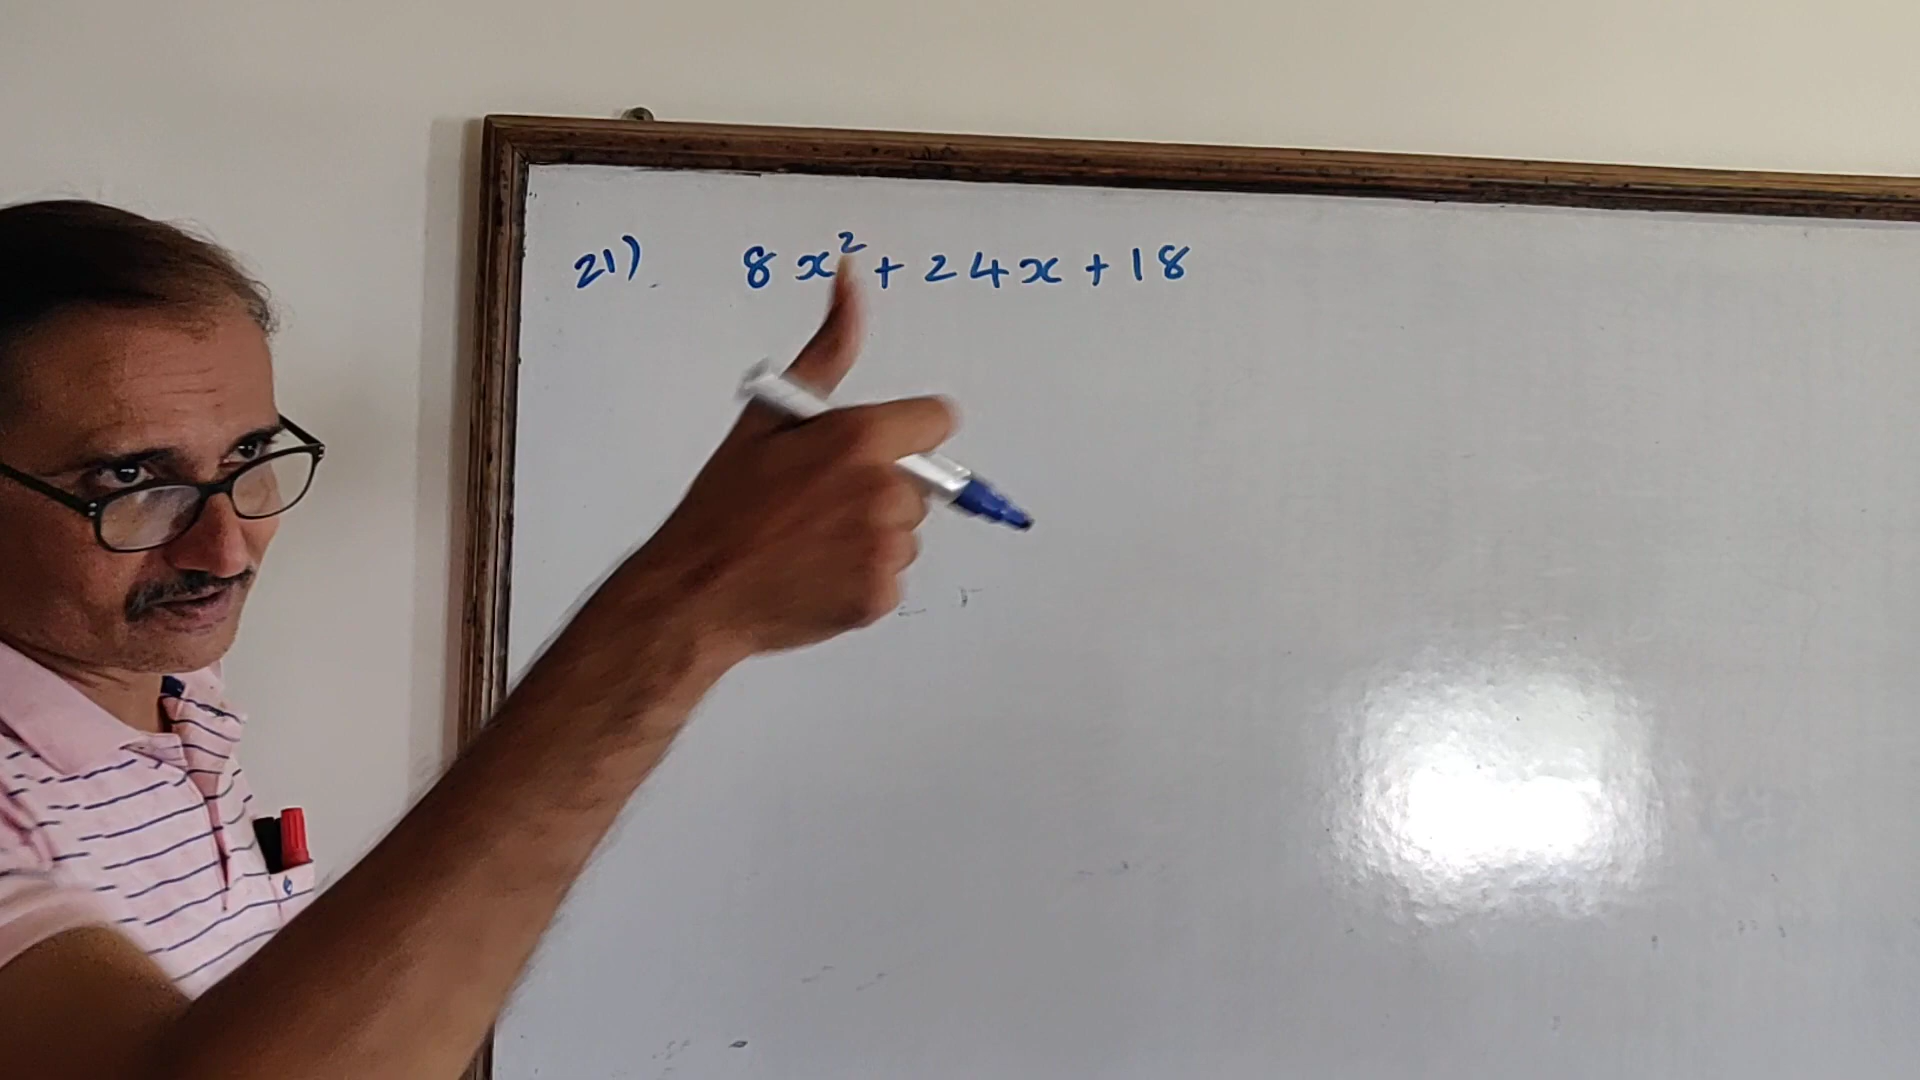 21). 8x² + 24x + 18